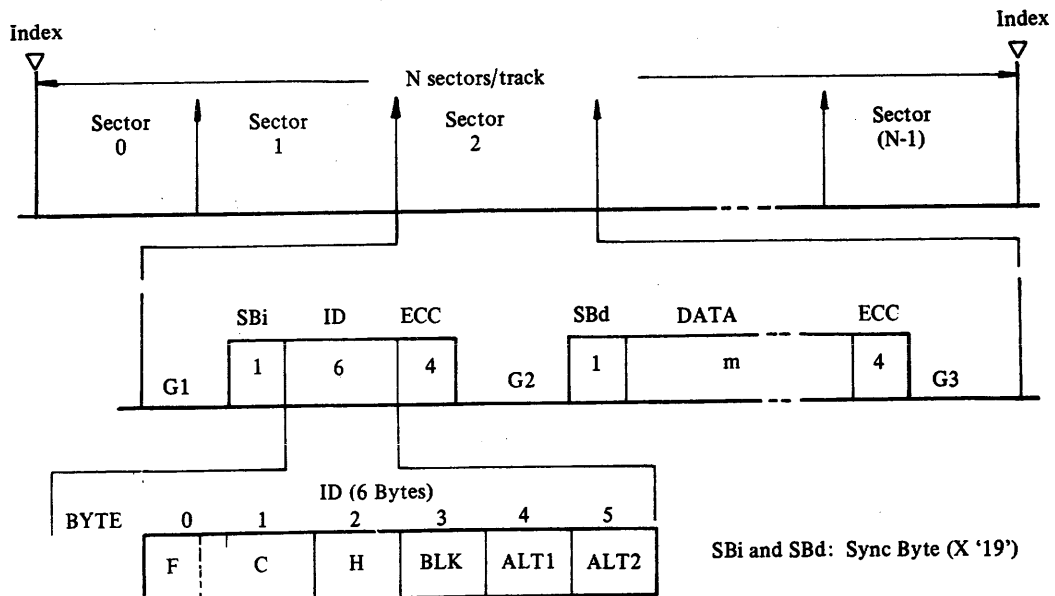 Index
Index
N sectors/track
Sector 0
Sector 1
Sector 2
Sector (N-1)
SBi ID ECC SBd DATA ECC
G1 1 6 4 G2 1 m 4 G3
ID (6 Bytes)
BYTE 0 1 2 3 4 5
F C H BLK ALT1 ALT2
SBi and SBd: Sync Byte (X ‘19’)